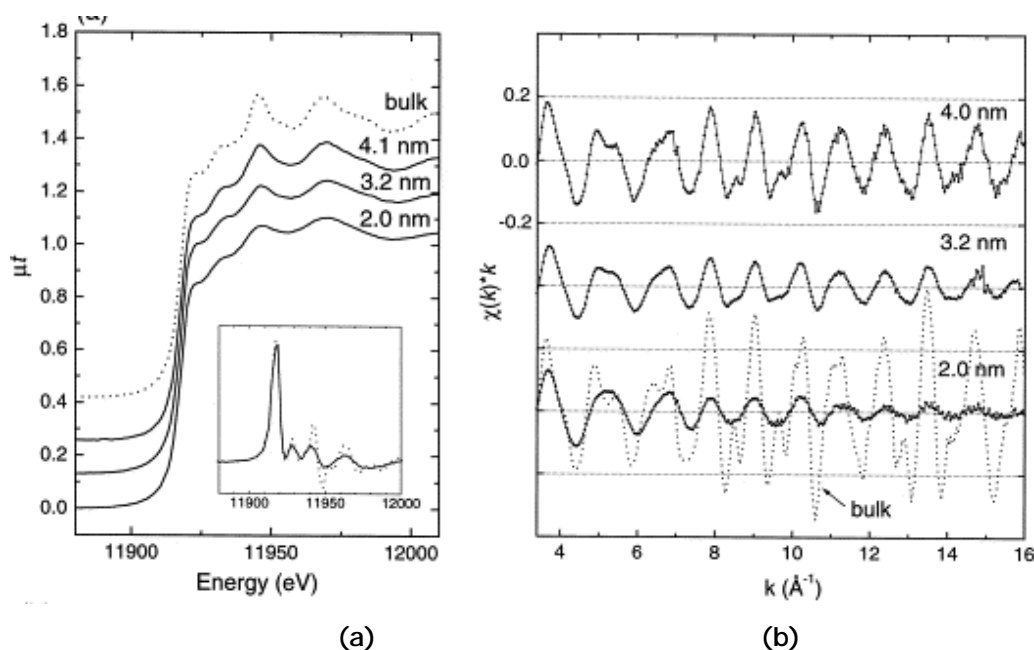 (a)
1.8
1.6
1.4
1.2
1.0
0.8
0.6
0.4
0.2
0.0
μt
bulk
4.1 nm
3.2 nm
2.0 nm
11900 11950 12000
11900 11950 12000
Energy (eV)
0.2
0.0
-0.2
χ(k)*k
4.0 nm
3.2 nm
2.0 nm
bulk
4 6 8 10 12 14 16
k (Å⁻¹)
(a) (b)